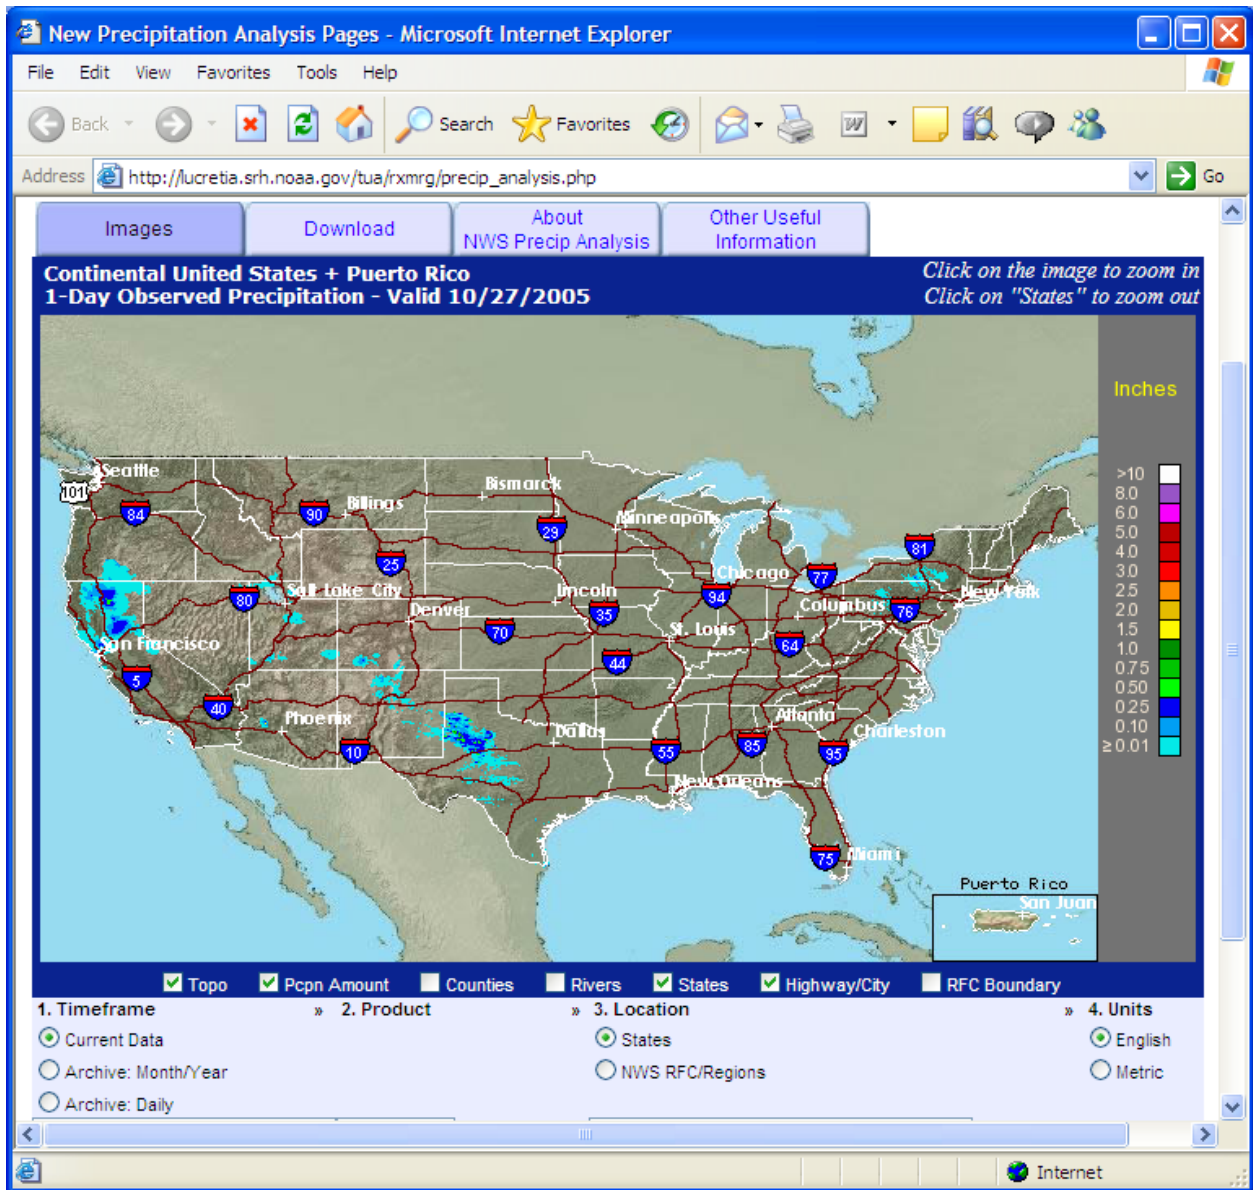 New Precipitation Analysis Pages - Microsoft Internet Explorer
File Edit View Favorites Tools Help
Back Search Favorites
Address http://lucretia.srh.noaa.gov/tua/rxmrg/precip_analysis.php Go
Images Download About NWS Precip Analysis Other Useful Information
Continental United States + Puerto Rico
1-Day Observed Precipitation - Valid 10/27/2005
Click on the image to zoom in
Click on "States" to zoom out
Inches
>10
8.0
6.0
5.0
4.0
3.0
2.5
2.0
1.5
1.0
0.75
0.50
0.25
0.10
≥0.01
Seattle
101
84
90
Billings
Bismarck
29
Minneapolis
81
25
Chicago
77
80
Salt Lake City
Denver
Lincoln
35
94
Columbus
76
New York
San Francisco
70
St. Louis
64
44
5
40
Phoenix
10
Dallas
55
Atlanta
85
Charleston
95
New Orleans
75
Miami
Puerto Rico
San Juan
Topo Pcpn Amount Counties Rivers States Highway/City RFC Boundary
1. Timeframe » 2. Product » 3. Location » 4. Units
Current Data States English
Archive: Month/Year NWS RFC/Regions Metric
Archive: Daily
Internet